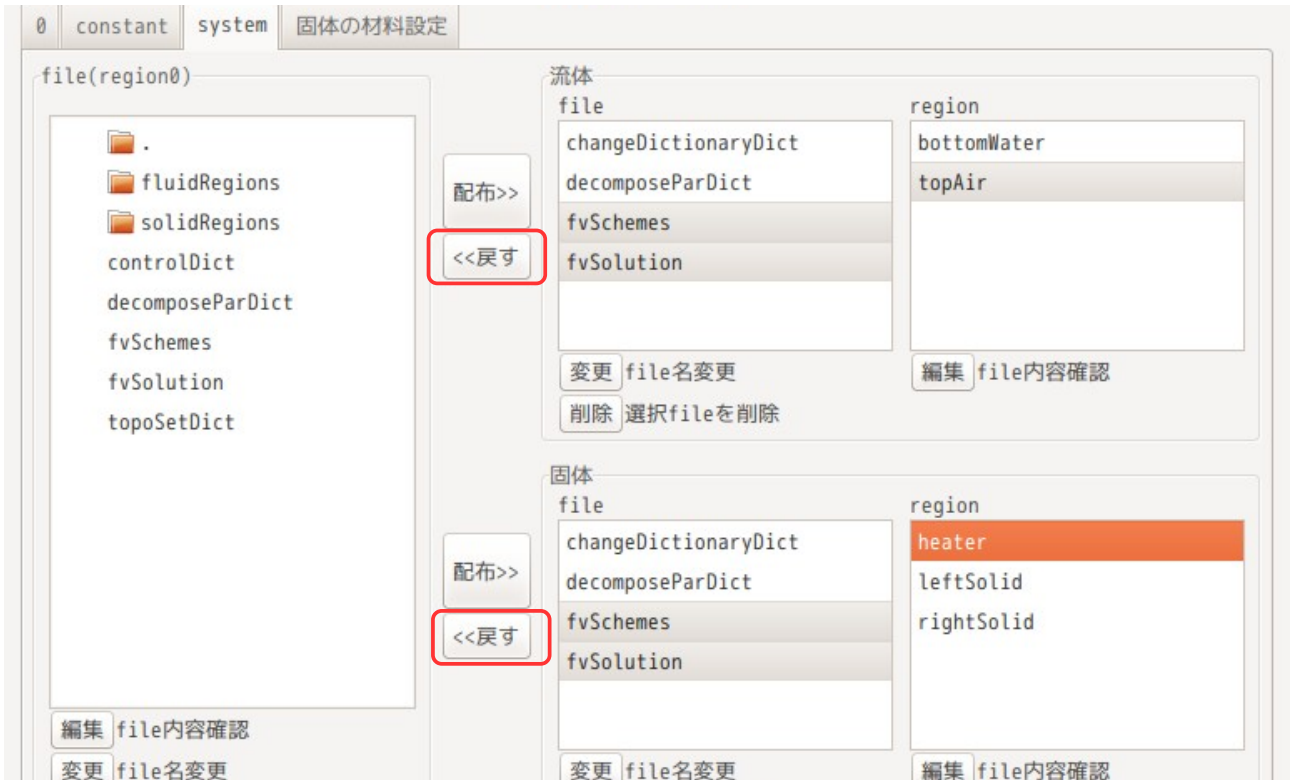 0 constant system 固体の材料設定
file(region0)
.
fluidRegions
solidRegions
controlDict
decomposeParDict
fvSchemes
fvSolution
topoSetDict
編集 file内容確認
変更 file名変更
配布>>
<<戻す
流体
file
changeDictionaryDict
decomposeParDict
fvSchemes
fvSolution
変更 file名変更
削除 選択fileを削除
region
bottomWater
topAir
編集 file内容確認
配布>>
<<戻す
固体
file
changeDictionaryDict
decomposeParDict
fvSchemes
fvSolution
変更 file名変更
region
heater
leftSolid
rightSolid
編集 file内容確認